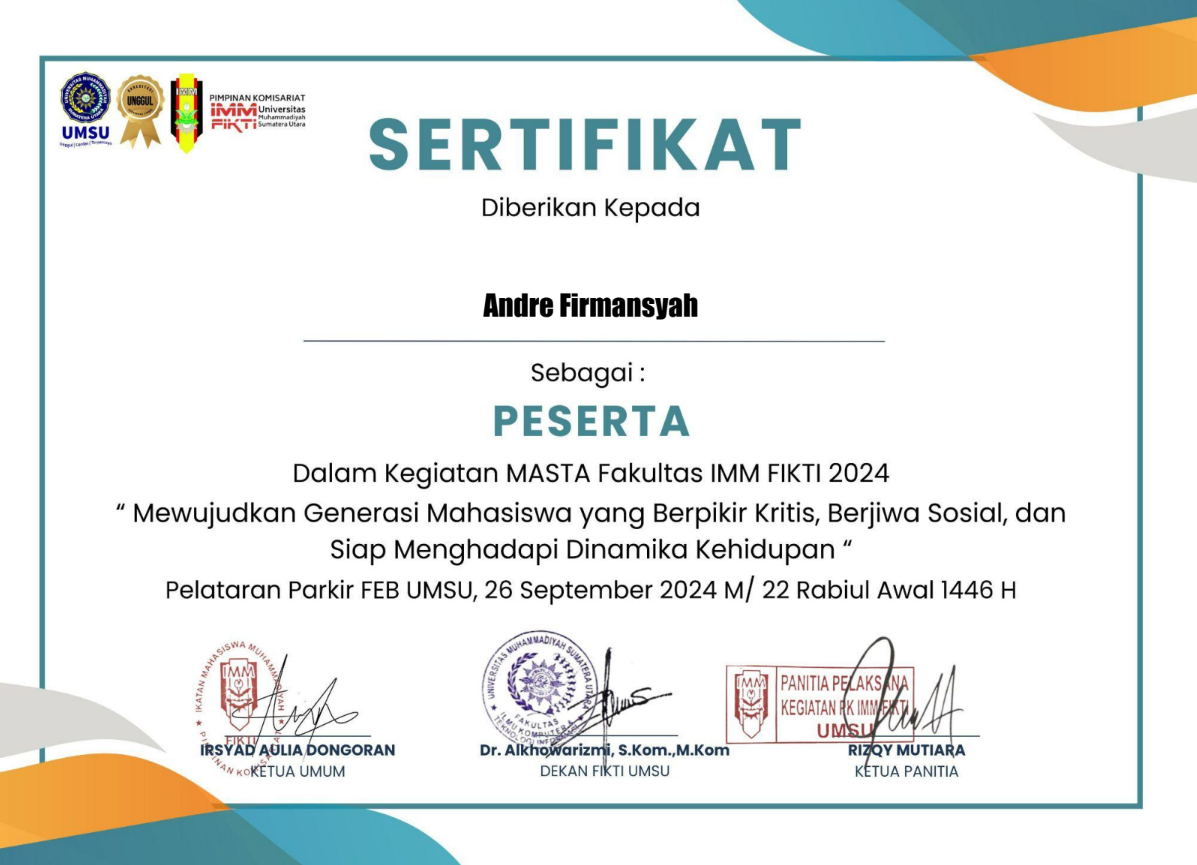 UMSU
Unggul | Cerdas | Terpercaya
UNGGUL
IMM
PIMPINAN KOMISARIAT
IMM Universitas
Muhammadiyah
FIKTI Sumatera Utara
SERTIFIKAT
Diberikan Kepada
Andre Firmansyah
Sebagai :
PESERTA
Dalam Kegiatan MASTA Fakultas IMM FIKTI 2024
“ Mewujudkan Generasi Mahasiswa yang Berpikir Kritis, Berjiwa Sosial, dan
Siap Menghadapi Dinamika Kehidupan “
Pelataran Parkir FEB UMSU, 26 September 2024 M/ 22 Rabiul Awal 1446 H
IKATAN MAHASISWA MUHAMMADIYAH
IMM
FIKTI
UNIVERSITAS MUHAMMADIYAH SUMATERA UTARA
FAKULTAS
ILMU KOMPUTER &
TEKNOLOGI INFORMASI
IMM
PANITIA PELAKSANA
KEGIATAN PK IMM FIKTI
UMSU
IRSYAD AULIA DONGORAN
KETUA UMUM
Dr. Alkhowarizmi, S.Kom.,M.Kom
DEKAN FIKTI UMSU
RIZQY MUTIARA
KETUA PANITIA